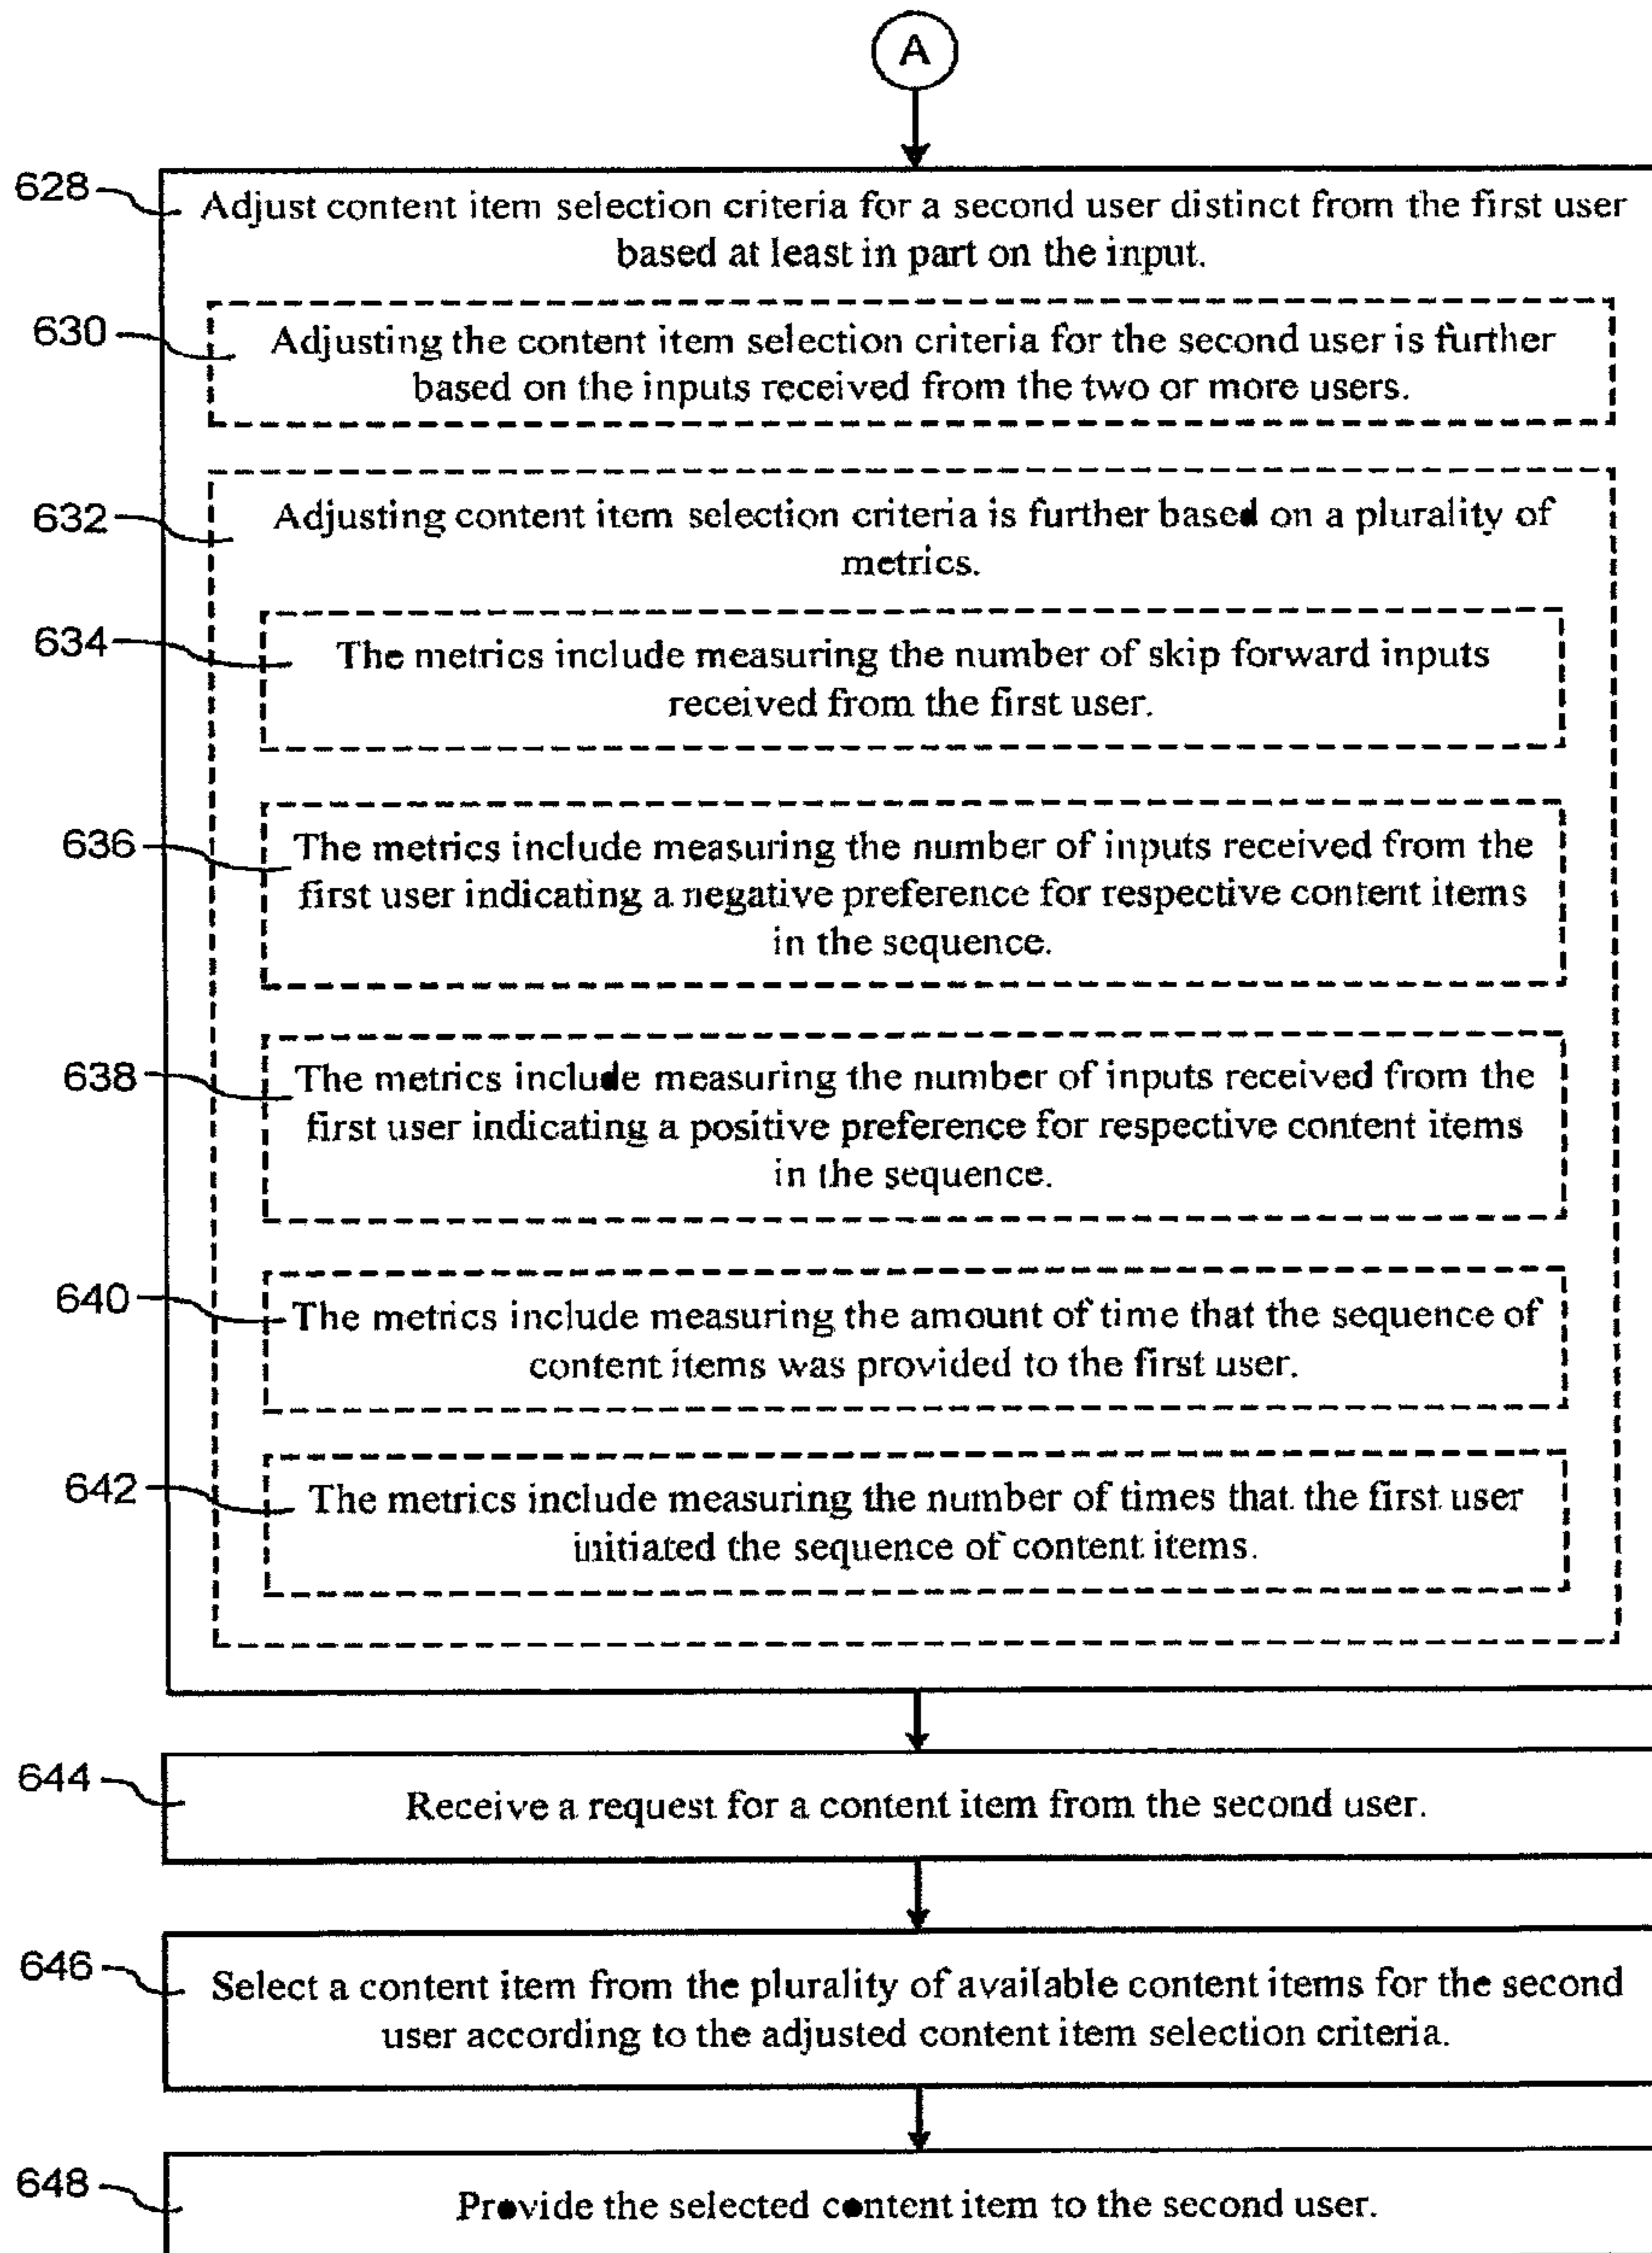 A
628
Adjust content item selection criteria for a second user distinct from the first user
based at least in part on the input.
630
Adjusting the content item selection criteria for the second user is further
based on the inputs received from the two or more users.
632
Adjusting content item selection criteria is further based on a plurality of
metrics.
634
The metrics include measuring the number of skip forward inputs
received from the first user.
636
The metrics include measuring the number of inputs received from the
first user indicating a negative preference for respective content items
in the sequence.
638
The metrics include measuring the number of inputs received from the
first user indicating a positive preference for respective content items
in the sequence.
640
The metrics include measuring the amount of time that the sequence of
content items was provided to the first user.
642
The metrics include measuring the number of times that the first user
initiated the sequence of content items.
644
Receive a request for a content item from the second user.
646
Select a content item from the plurality of available content items for the second
user according to the adjusted content item selection criteria.
648
Provide the selected content item to the second user.